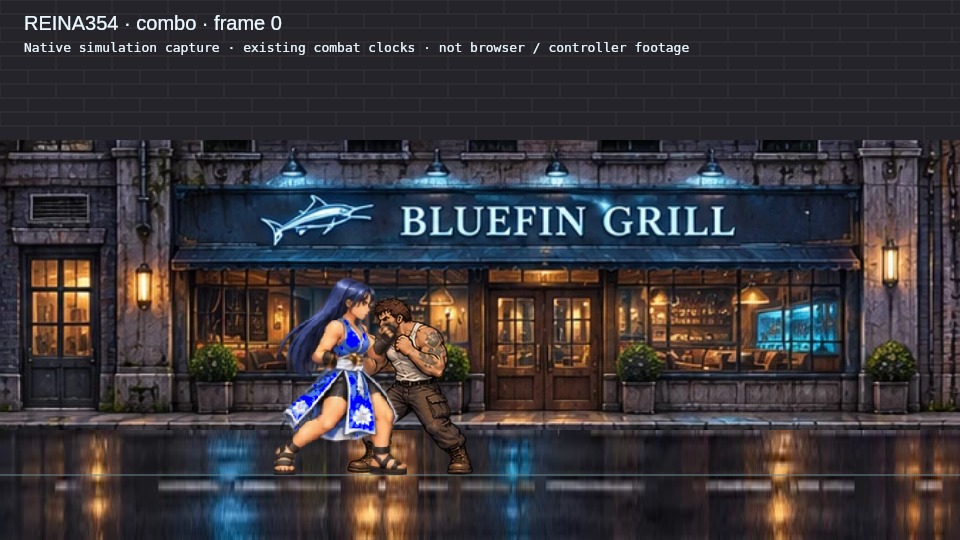 REINA354 · combo · frame 0
Native simulation capture · existing combat clocks · not browser / controller footage
BLUEFIN GRILL